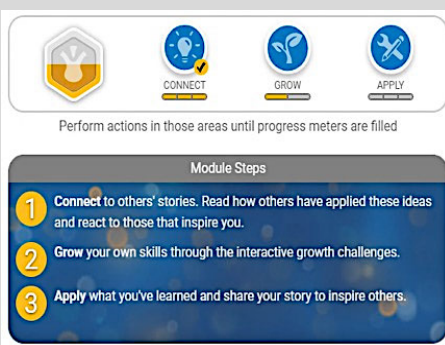 CONNECT
GROW
APPLY
Perform actions in those areas until progress meters are filled
Module Steps
1 Connect to others' stories. Read how others have applied these ideas
and react to those that inspire you.
2 Grow your own skills through the interactive growth challenges.
3 Apply what you've learned and share your story to inspire others.